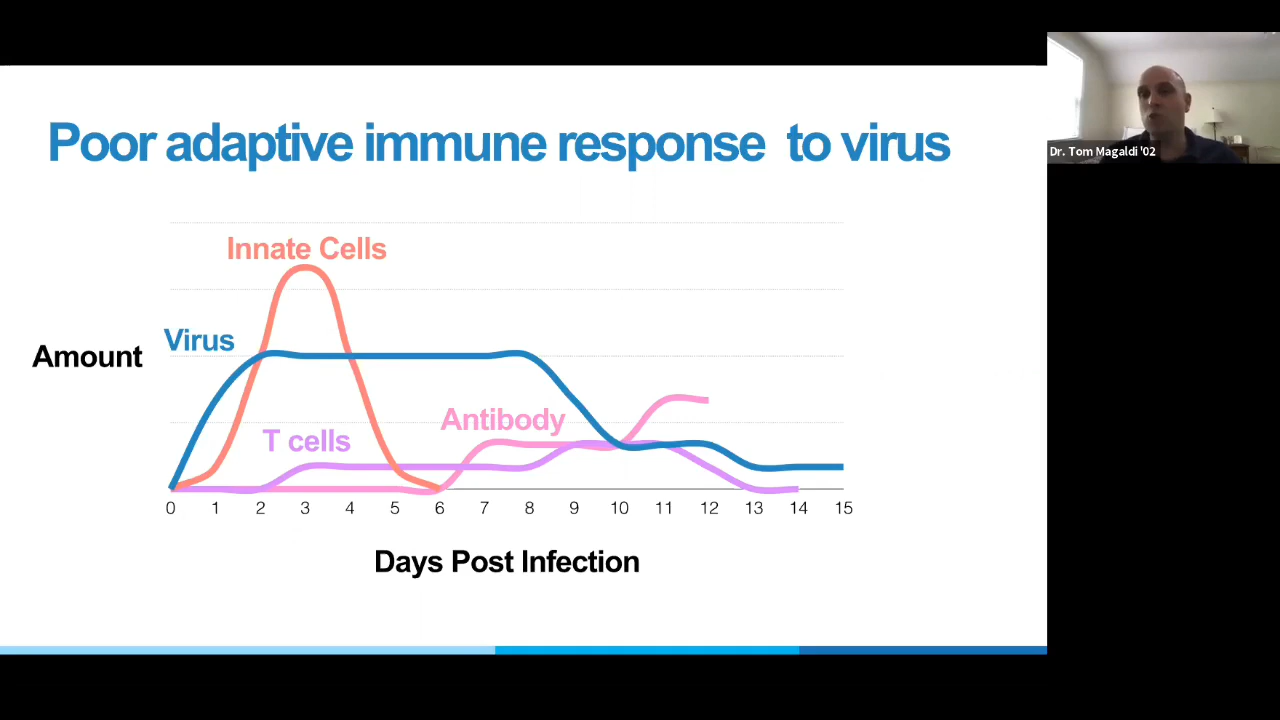 Poor adaptive immune response to virus
Innate Cells
Virus
Amount
Antibody
T cells
0 1 2 3 4 5 6 7 8 9 10 11 12 13 14 15
Days Post Infection
Dr. Tom Magaldi '02